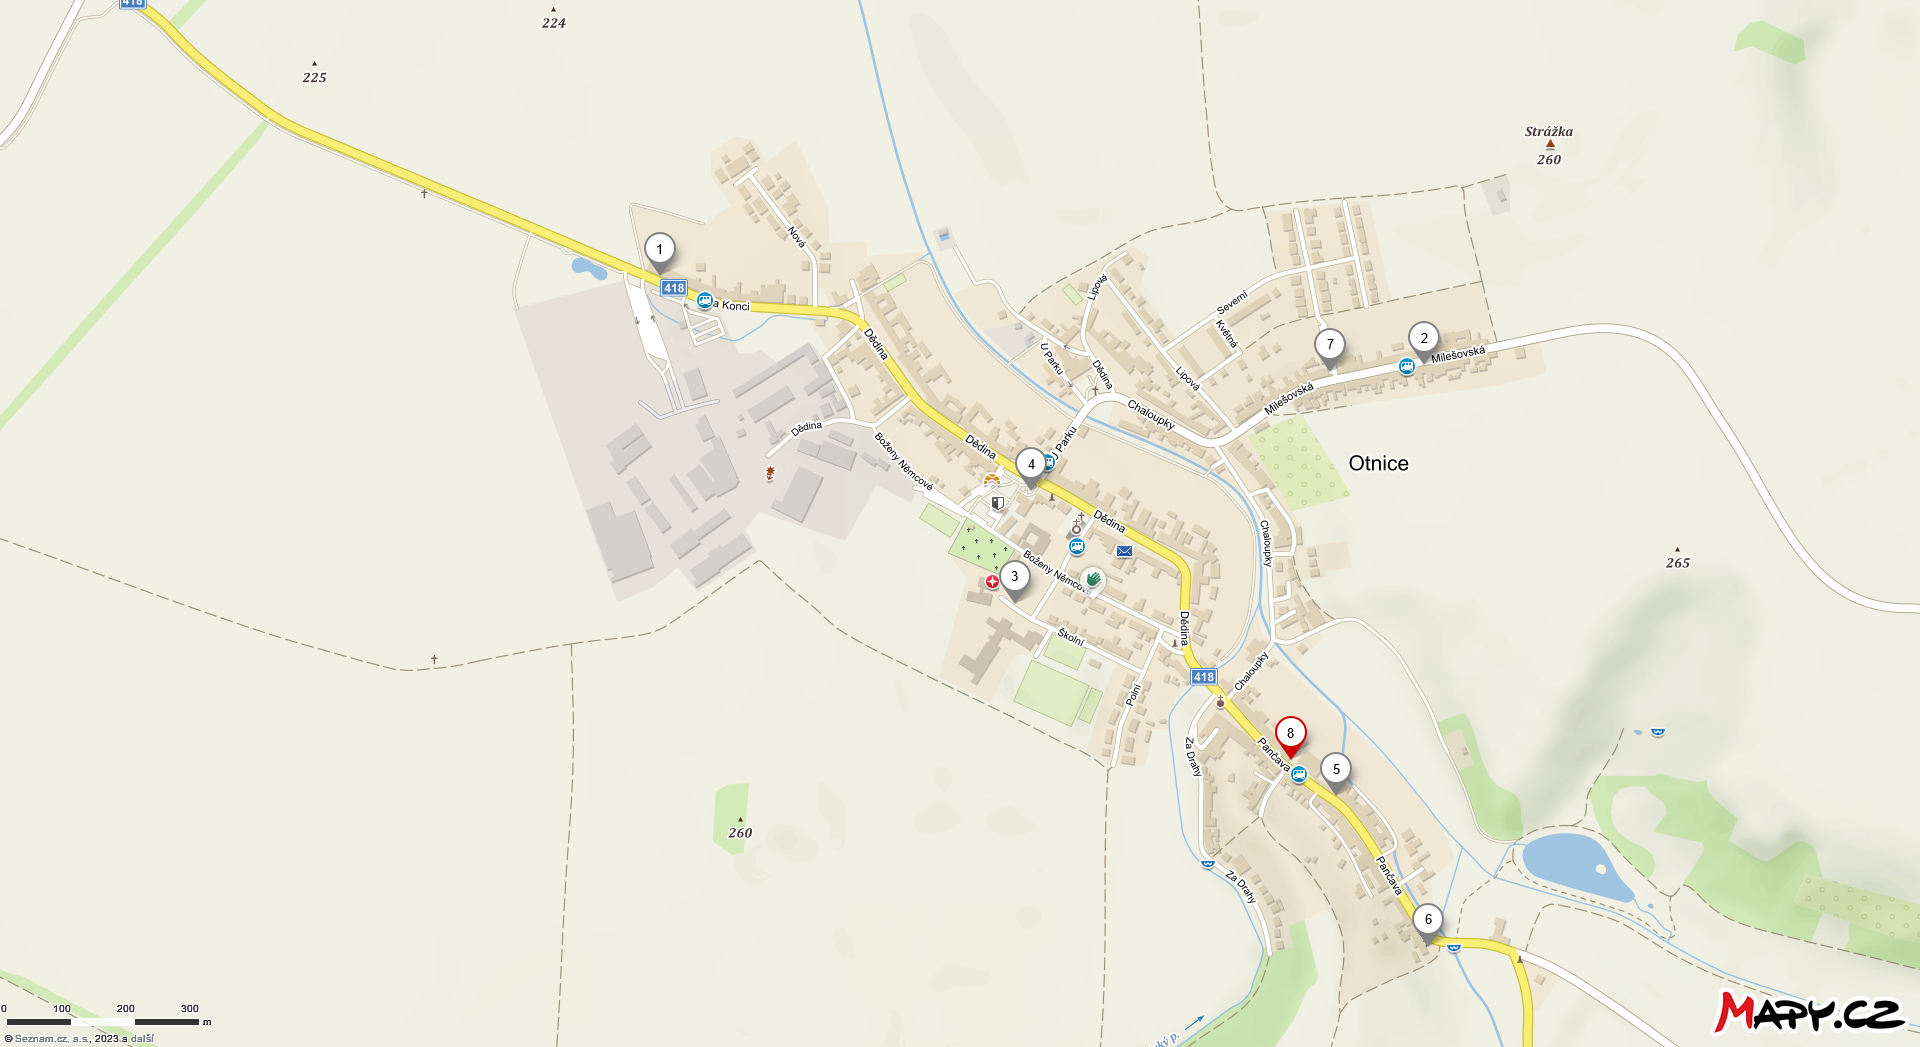 418
224
225
Strážka
260
1
Nová
418
a Konci
Lipová
Severní
Květná
7
2
Milešovská
Dědina
U Parku
Dědina
Lipová
Milešovská
Chaloupky
Dědina
Boženy Němcové
Dědina
4
U Parku
Otnice
Dědina
Chaloupky
265
Boženy Němcové
3
Školní
Dědina
418
Chaloupky
Polní
8
Pančava
Za Drahy
5
260
Pančava
Za Drahy
6
0 100 200 300
m
© Seznam.cz, a.s., 2023 a další
ký p.
Mapy.cz